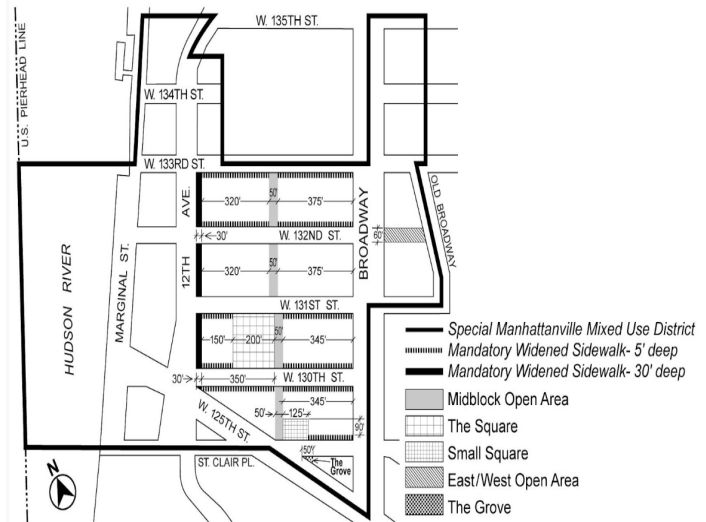 U.S. PIERHEAD LINE
W. 135TH ST.
W. 134TH ST.
W. 133RD ST.
AVE.
12TH
MARGINAL ST.
HUDSON RIVER
BROADWAY
OLD BROADWAY
320'
50'
375'
30'
W. 132ND ST.
60'
320'
50'
375'
W. 131ST ST.
150'
200'
50'
345'
30'
350'
W. 130TH ST.
345'
50'
125'
90'
W. 125TH ST.
50'
The
Grove
ST. CLAIR PL.
N
Special Manhattanville Mixed Use District
Mandatory Widened Sidewalk- 5' deep
Mandatory Widened Sidewalk- 30' deep
Midblock Open Area
The Square
Small Square
East/West Open Area
The Grove